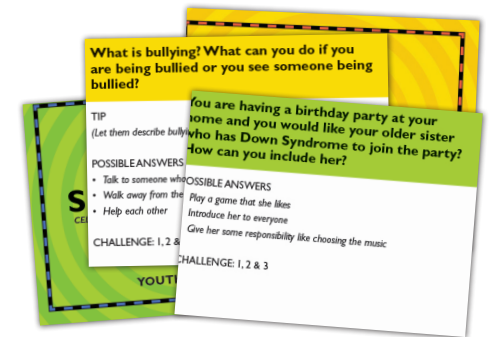 What is bullying? What can you do if you
are being bullied or you see someone being
bullied?
TIP
(Let them describe
POSSIBLE ANSWERS
• Talk to someone
• Walk away from the
• Help each other
CHALLENGE: 1, 2 &
You are having a birthday party at your
home and you would like your older sister
who has Down Syndrome to join the party?
How can you include her?
POSSIBLE ANSWERS
Play a game that she likes
Introduce her to everyone
Give her some responsibility like choosing the music
CHALLENGE: 1, 2 & 3